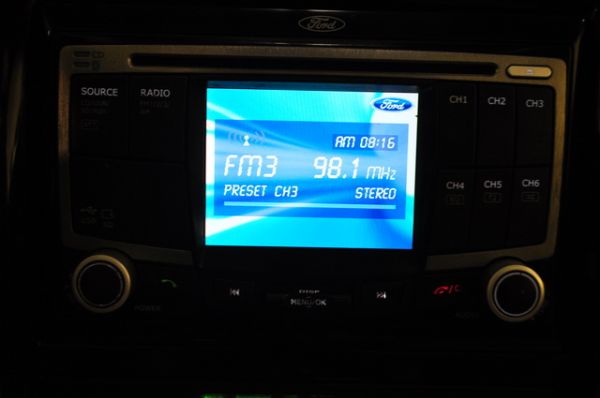 Ford
SOURCE
RADIO
CH1
CH2
CH3
Ford
AM 08:16
FM3 98.1 MHz
PRESET CH3 STEREO
CH4
CH5
CH6
DISP
MENU/OK
POWER
AUDIO